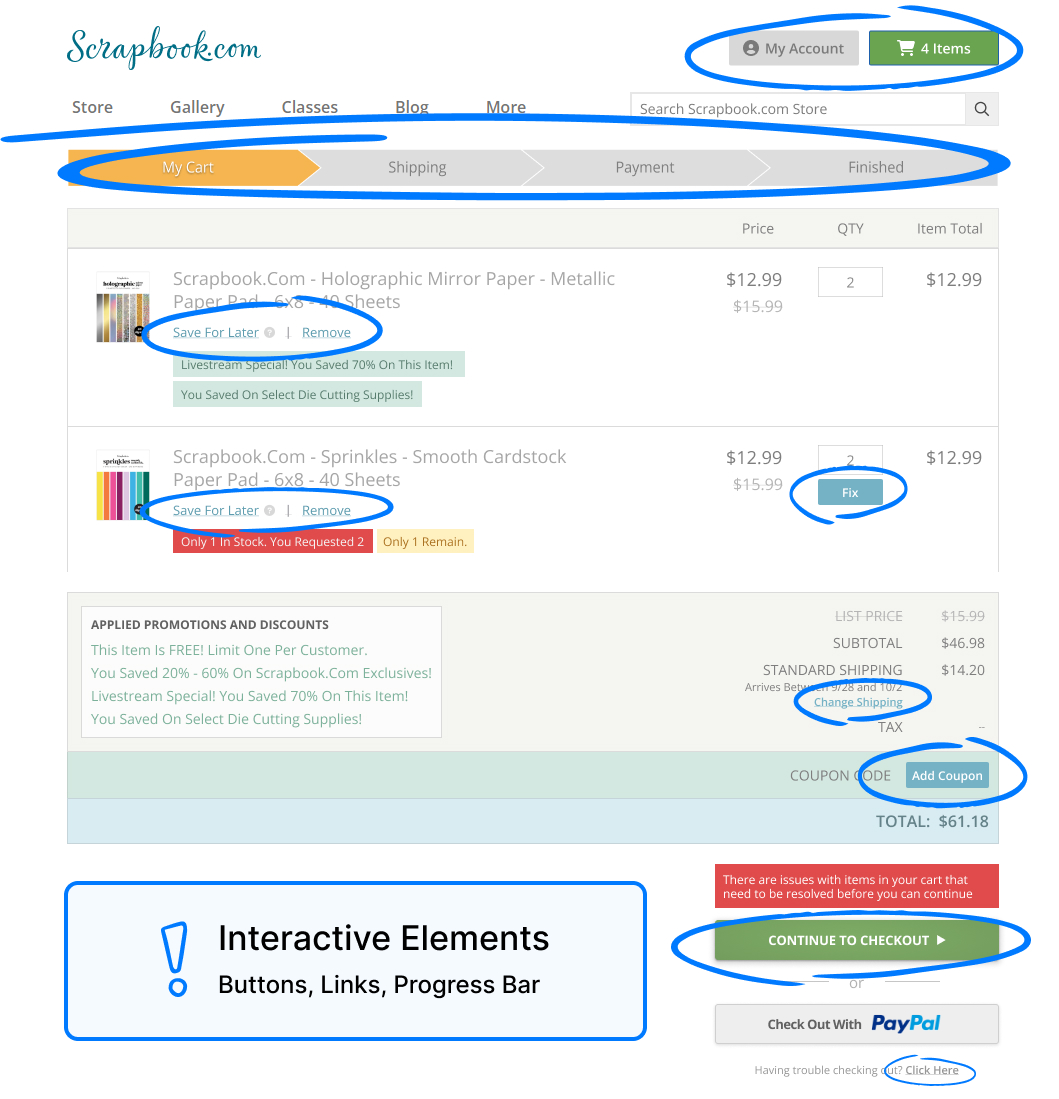 Scrapbook.com
My Account
4 Items
Store Gallery Classes Blog More
Search Scrapbook.com Store
My Cart Shipping Payment Finished
Price QTY Item Total
holographic
Scrapbook.Com - Holographic Mirror Paper - Metallic
Paper Pad - 6x8 - 40 Sheets
$12.99 2 $12.99
$15.99
Save For Later ? | Remove
Livestream Special! You Saved 70% On This Item!
You Saved On Select Die Cutting Supplies!
sprinkles
Scrapbook.Com - Sprinkles - Smooth Cardstock
Paper Pad - 6x8 - 40 Sheets
$12.99 2 $12.99
$15.99
Fix
Save For Later ? | Remove
Only 1 In Stock. You Requested 2
Only 1 Remain.
APPLIED PROMOTIONS AND DISCOUNTS
This Item Is FREE! Limit One Per Customer.
You Saved 20% - 60% On Scrapbook.Com Exclusives!
Livestream Special! You Saved 70% On This Item!
You Saved On Select Die Cutting Supplies!
LIST PRICE $15.99
SUBTOTAL $46.98
STANDARD SHIPPING $14.20
Arrives Between 9/28 and 10/2
Change Shipping
TAX --
COUPON CODE Add Coupon
TOTAL: $61.18
Interactive Elements
Buttons, Links, Progress Bar
There are issues with items in your cart that
need to be resolved before you can continue
CONTINUE TO CHECKOUT
or
Check Out With PayPal
Having trouble checking out? Click Here